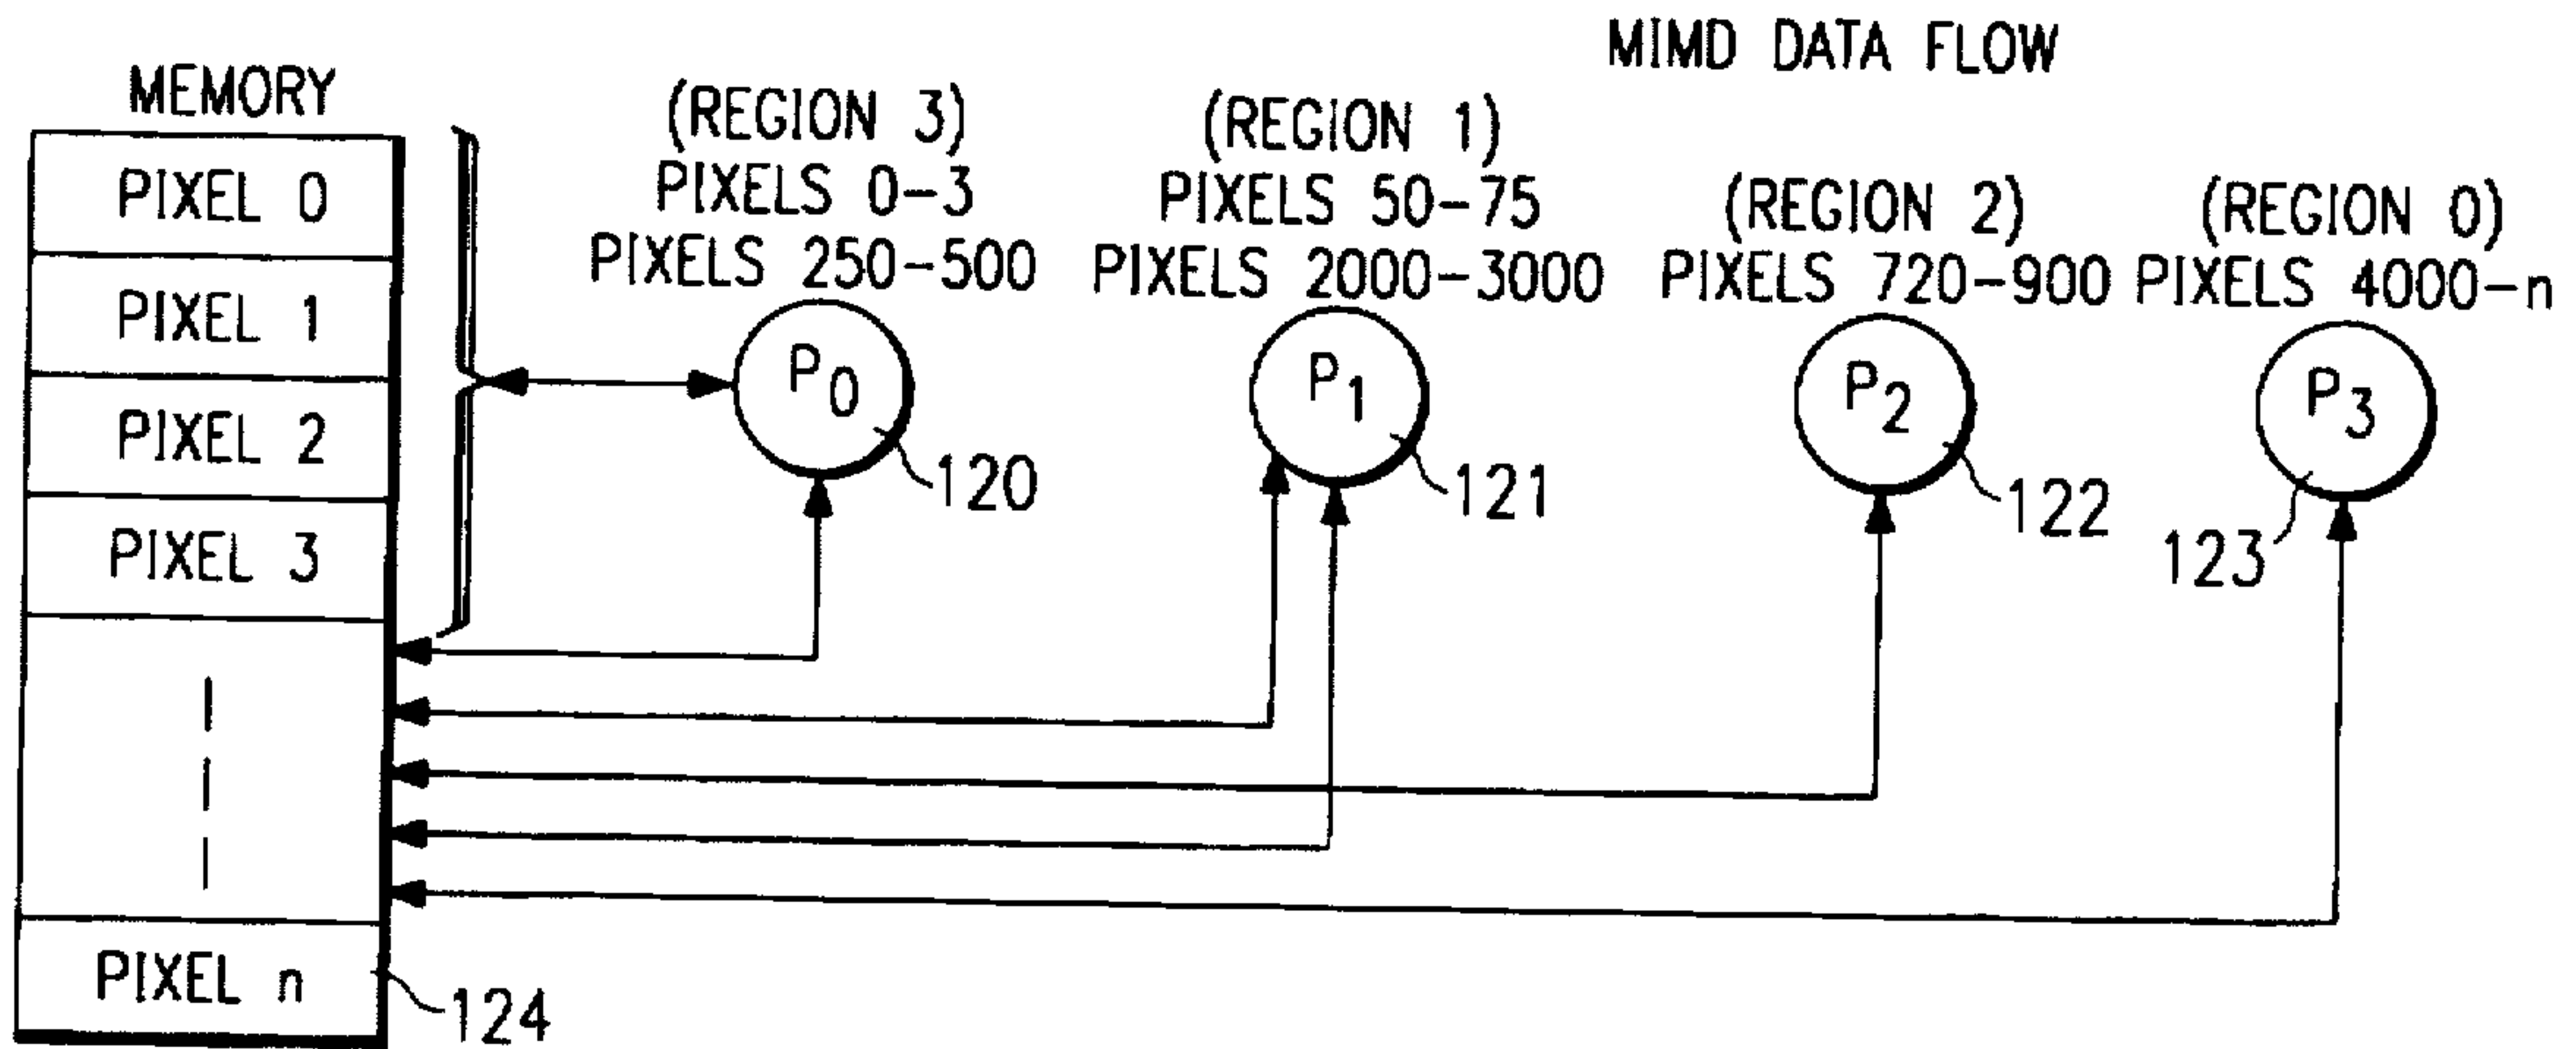 MIMD DATA FLOW
MEMORY
PIXEL 0
PIXEL 1
PIXEL 2
PIXEL 3
PIXEL n
124
(REGION 3)
PIXELS 0-3
PIXELS 250-500
P0
120
(REGION 1)
PIXELS 50-75
PIXELS 2000-3000
P1
121
(REGION 2)
PIXELS 720-900
P2
122
(REGION 0)
PIXELS 4000-n
P3
123